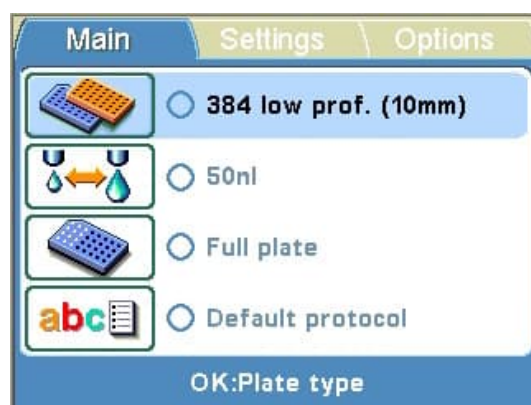 Main Settings Options
384 low prof. (10mm)
50nl
Full plate
abc Default protocol
OK:Plate type